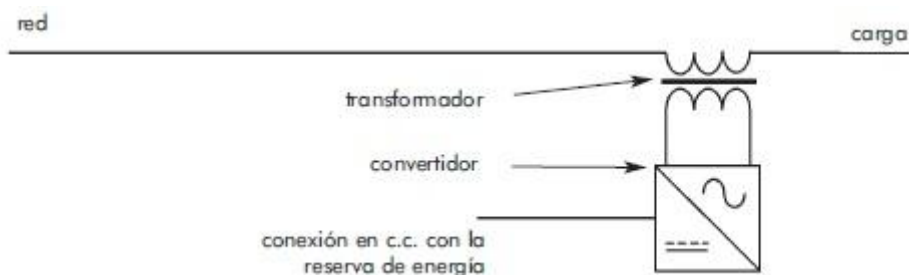 red
carga
transformador
convertidor
conexión en c.c. con la
reserva de energía